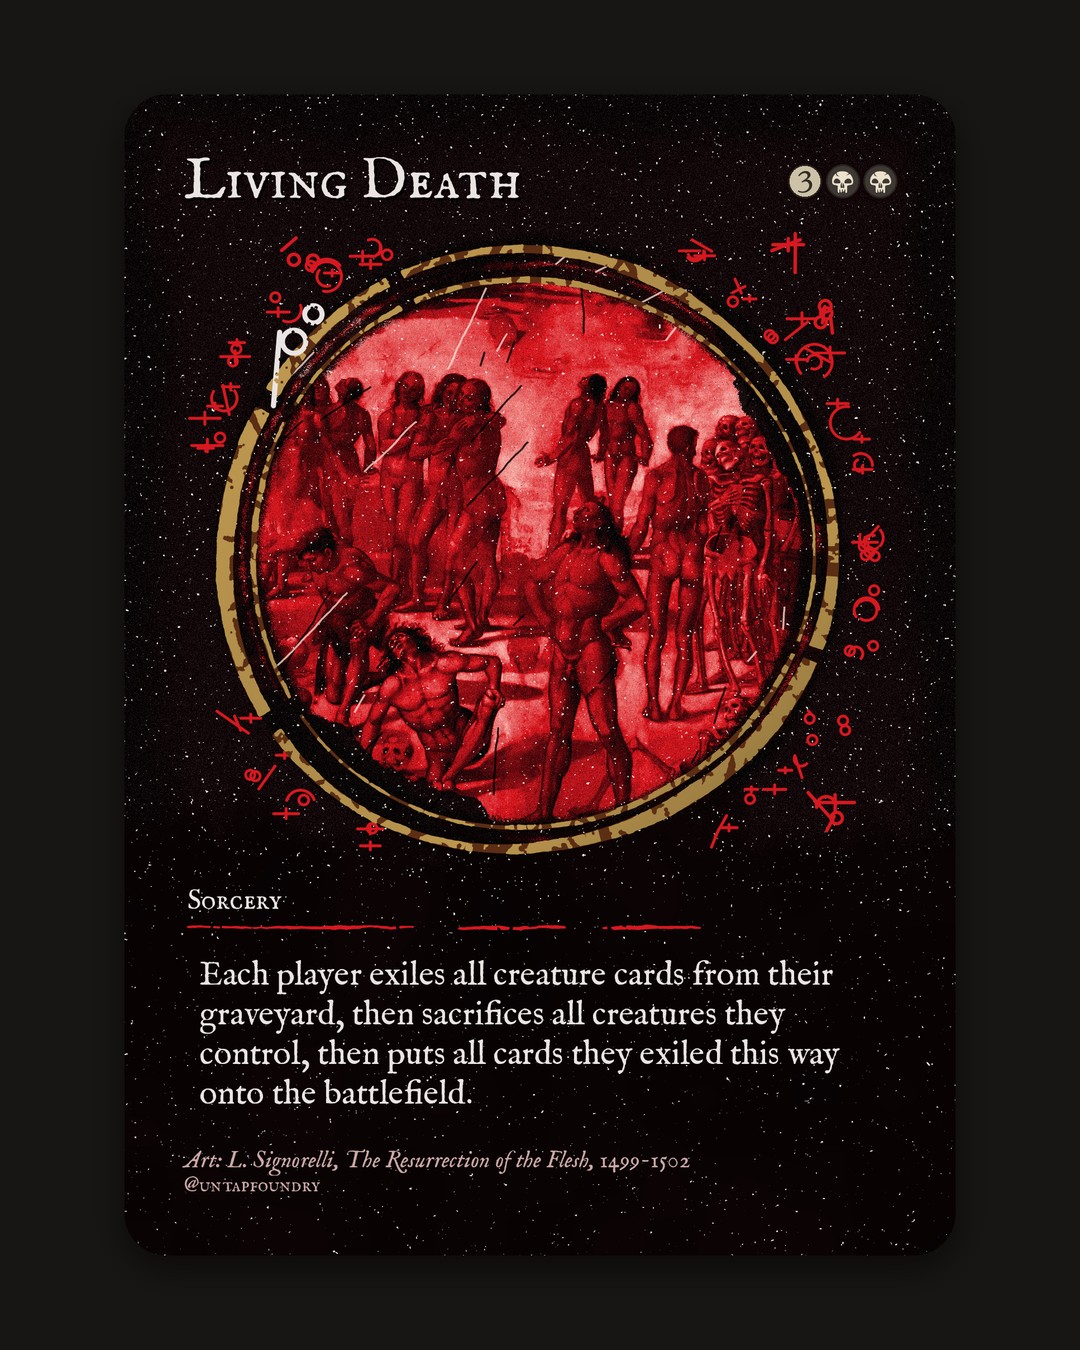 Living Death
3
Sorcery
Each player exiles all creature cards from their
graveyard, then sacrifices all creatures they
control, then puts all cards they exiled this way
onto the battlefield.
Art: L. Signorelli, The Resurrection of the Flesh, 1499-1502
@untapfoundry